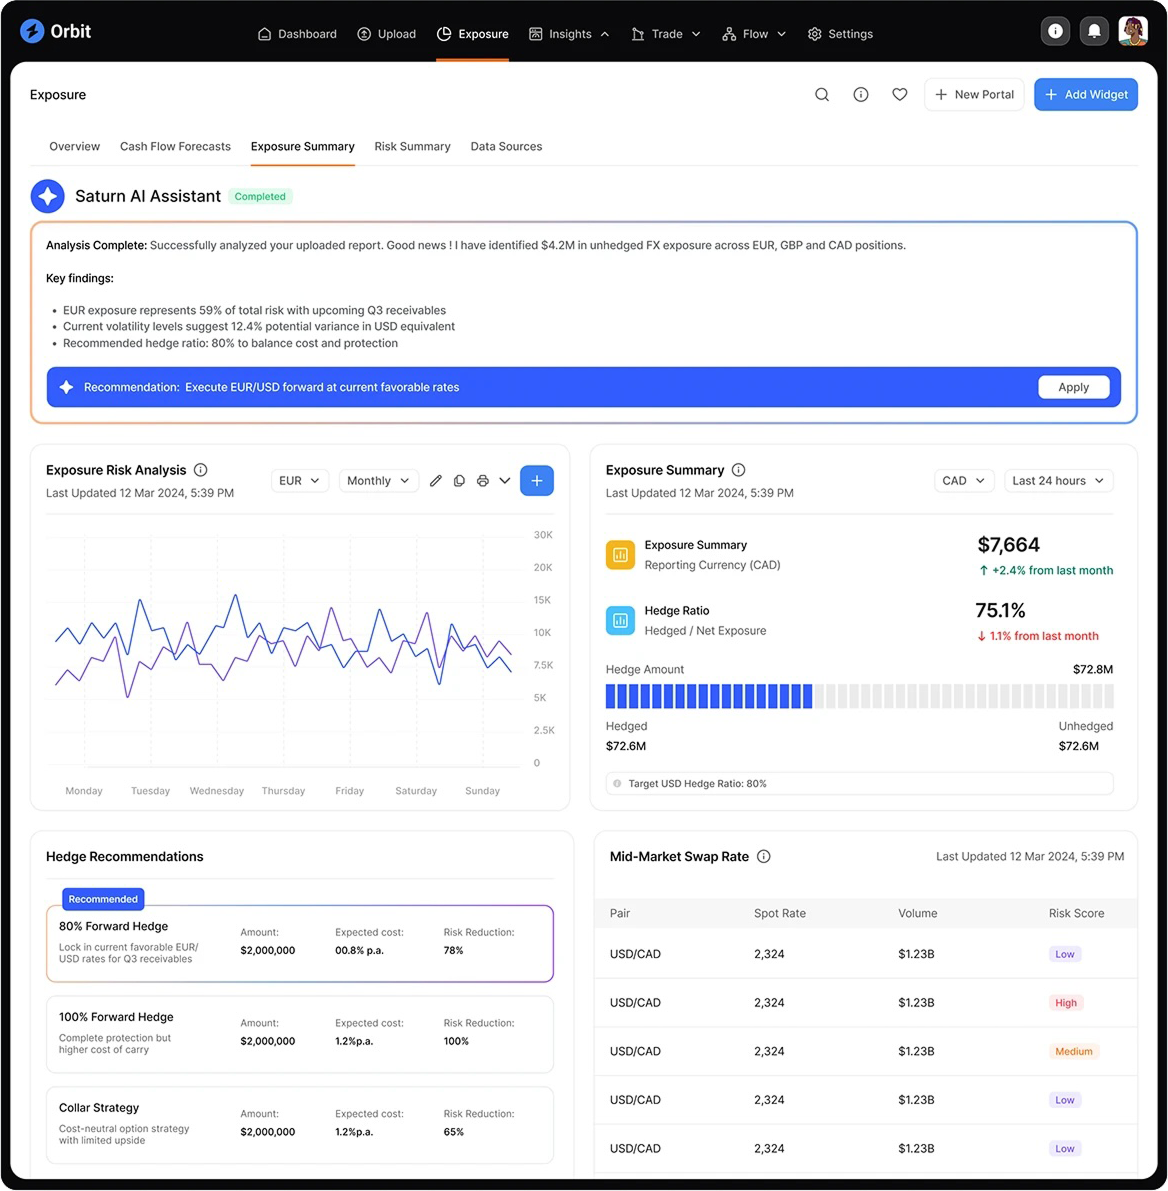 Orbit
Dashboard
Upload
Exposure
Insights
Trade
Flow
Settings
Exposure
New Portal
Add Widget
Overview
Cash Flow Forecasts
Exposure Summary
Risk Summary
Data Sources
Saturn AI Assistant
Completed
Analysis Complete: Successfully analyzed your uploaded report. Good news ! I have identified $4.2M in unhedged FX exposure across EUR, GBP and CAD positions.
Key findings:
• EUR exposure represents 59% of total risk with upcoming Q3 receivables
• Current volatility levels suggest 12.4% potential variance in USD equivalent
• Recommended hedge ratio: 80% to balance cost and protection
Recommendation: Execute EUR/USD forward at current favorable rates
Apply
Exposure Risk Analysis
Last Updated 12 Mar 2024, 5:39 PM
EUR
Monthly
30K
20K
15K
10K
7.5K
5K
2.5K
0
Monday
Tuesday
Wednesday
Thursday
Friday
Saturday
Sunday
Exposure Summary
Last Updated 12 Mar 2024, 5:39 PM
CAD
Last 24 hours
Exposure Summary
Reporting Currency (CAD)
$7,664
↑ +2.4% from last month
Hedge Ratio
Hedged / Net Exposure
75.1%
↓ 1.1% from last month
Hedge Amount
$72.8M
Hedged
Unhedged
$72.6M
$72.6M
Target USD Hedge Ratio: 80%
Hedge Recommendations
Recommended
80% Forward Hedge
Lock in current favorable EUR/
USD rates for Q3 receivables
Amount:
$2,000,000
Expected cost:
00.8% p.a.
Risk Reduction:
78%
100% Forward Hedge
Complete protection but
higher cost of carry
Amount:
$2,000,000
Expected cost:
1.2%p.a.
Risk Reduction:
100%
Collar Strategy
Cost-neutral option strategy
with limited upside
Amount:
$2,000,000
Expected cost:
1.2%p.a.
Risk Reduction:
65%
Mid-Market Swap Rate
Last Updated 12 Mar 2024, 5:39 PM
Pair Spot Rate Volume Risk Score
USD/CAD 2,324 $1.23B Low
USD/CAD 2,324 $1.23B High
USD/CAD 2,324 $1.23B Medium
USD/CAD 2,324 $1.23B Low
USD/CAD 2,324 $1.23B Low